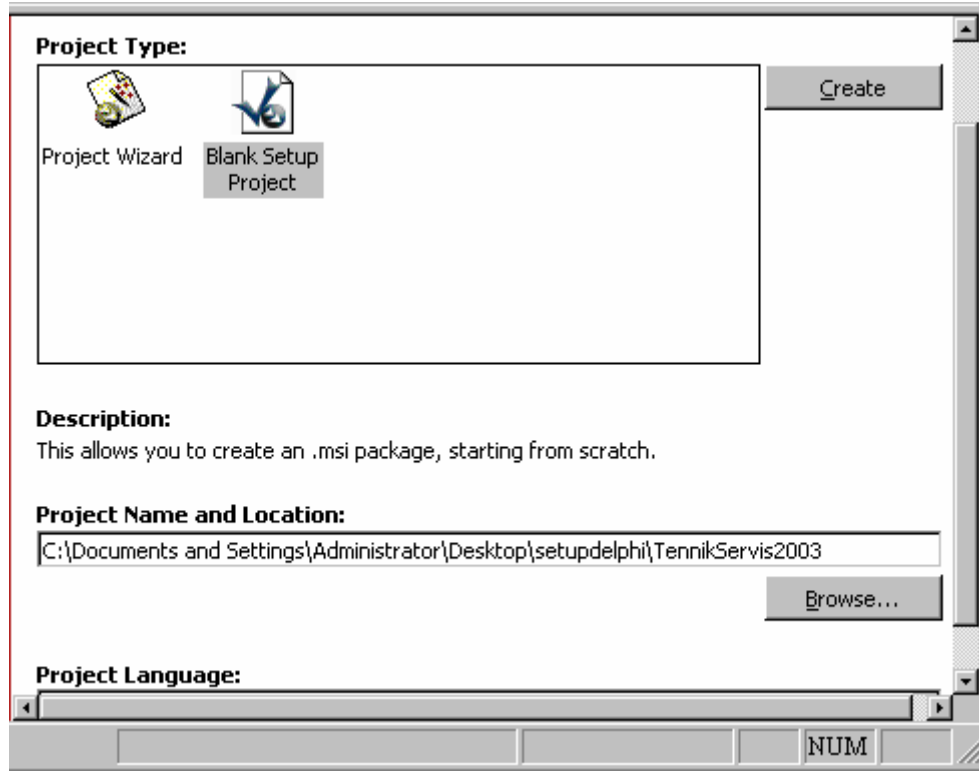 Project Type:
Create
Project Wizard
Blank Setup
Project
Description:
This allows you to create an .msi package, starting from scratch.
Project Name and Location:
C:\Documents and Settings\Administrator\Desktop\setupdelphi\TennikServis2003
Browse...
Project Language:
NUM